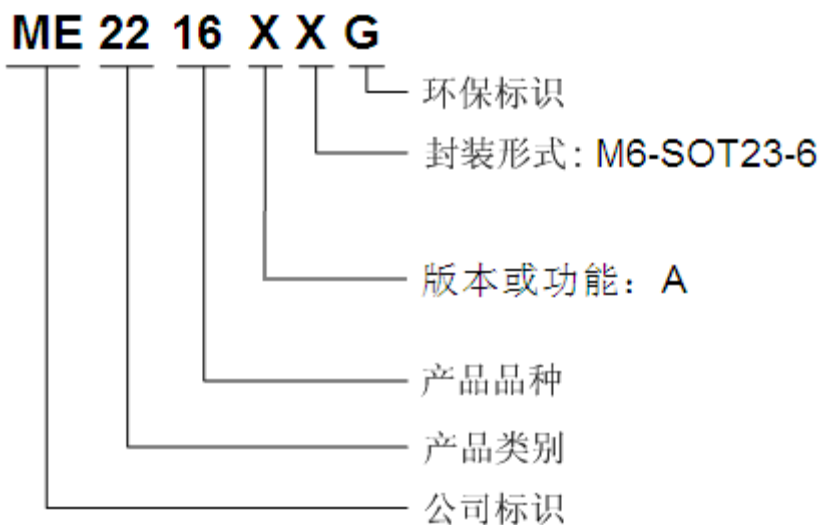 ME 22 16 X X G
环保标识
封装形式：M6-SOT23-6
版本或功能：A
产品品种
产品类别
公司标识